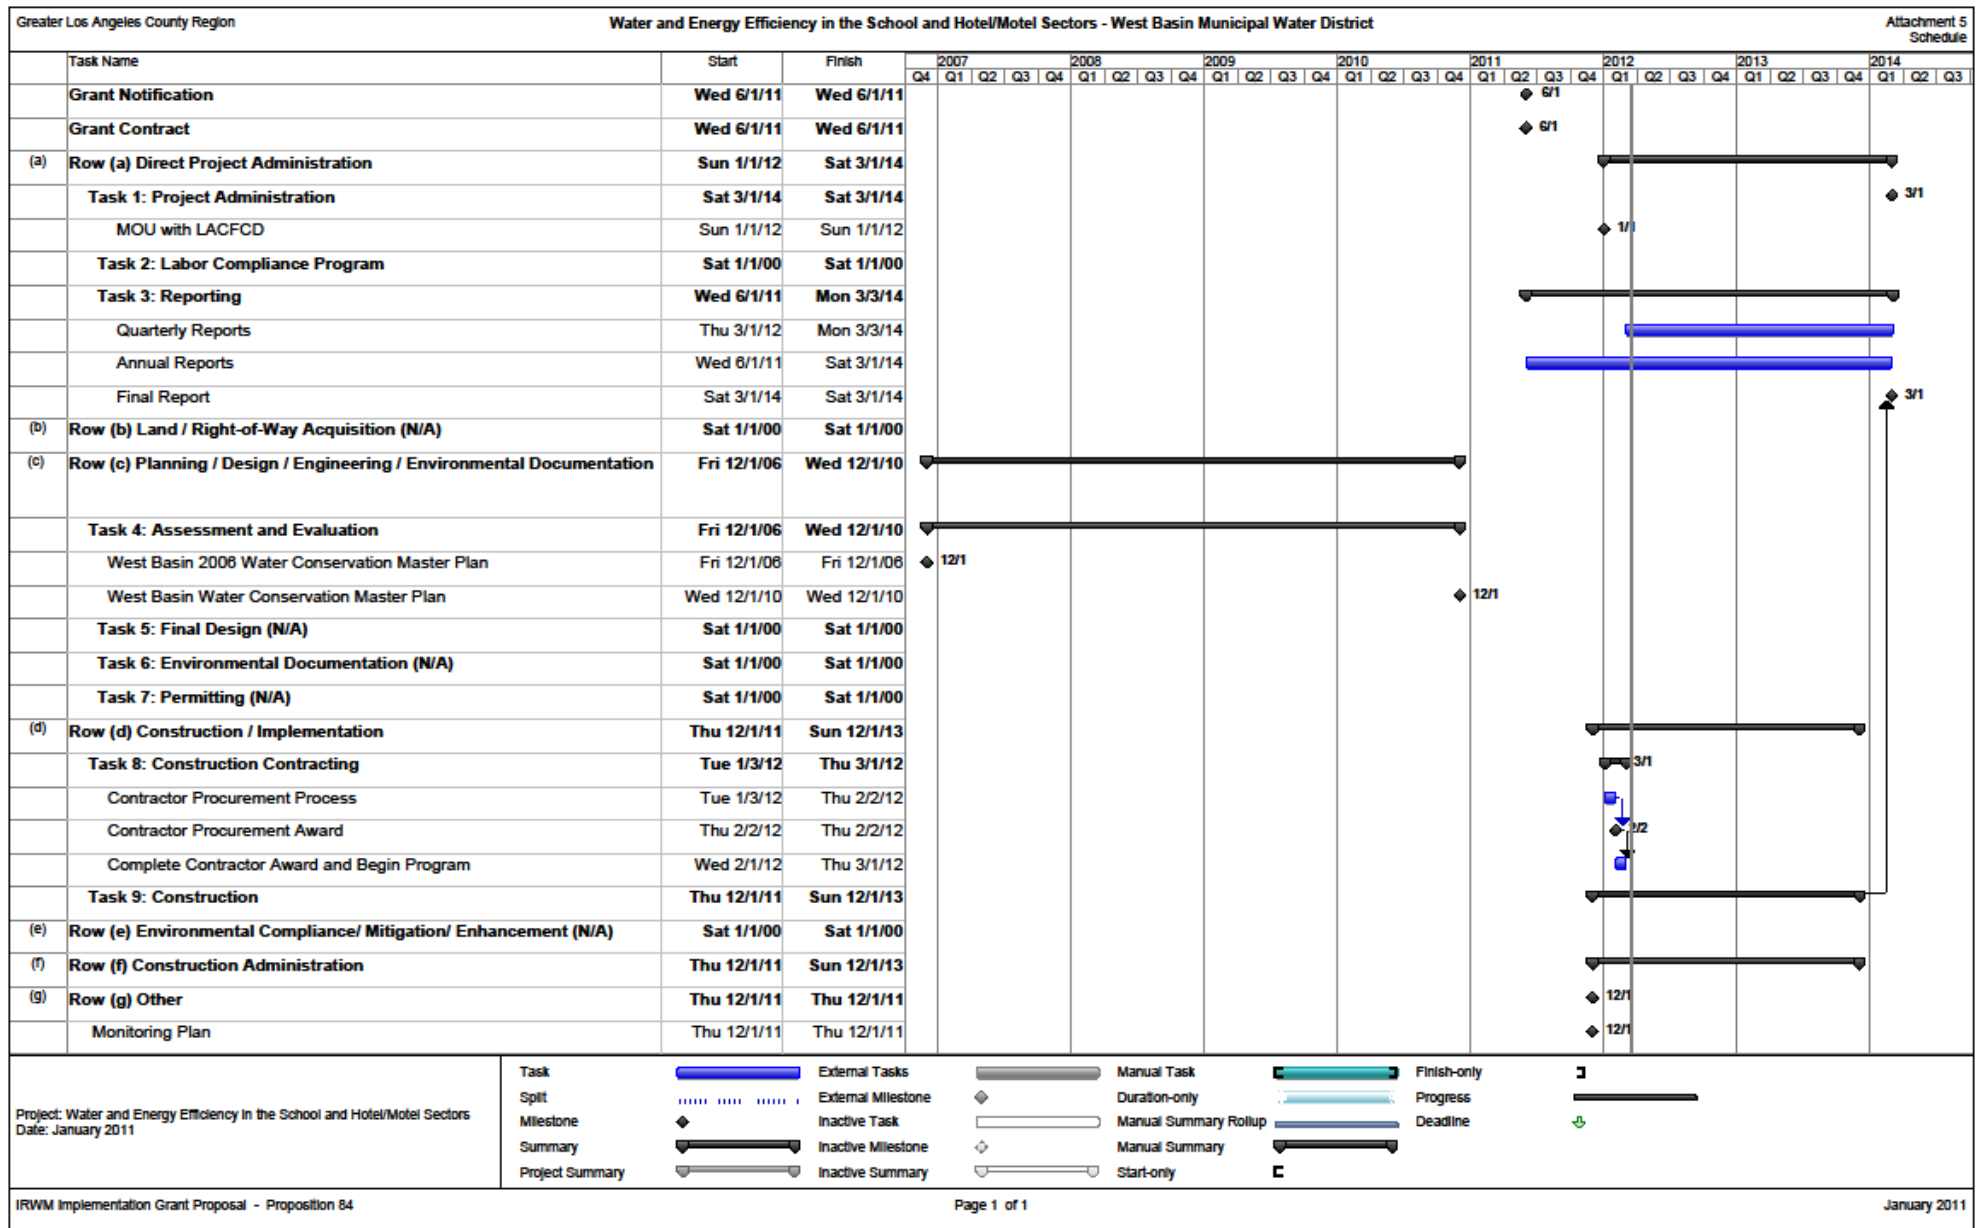 Greater Los Angeles County Region
Water and Energy Efficiency in the School and Hotel/Motel Sectors - West Basin Municipal Water District
Attachment 5
Schedule
Task Name Start Finish 2007 2008 2009 2010 2011 2012 2013 2014
Q4 Q1 Q2 Q3 Q4 Q1 Q2 Q3 Q4 Q1 Q2 Q3 Q4 Q1 Q2 Q3 Q4 Q1 Q2 Q3 Q4 Q1 Q2 Q3 Q4 Q1 Q2 Q3 Q4 Q1 Q2 Q3
Grant Notification Wed 6/1/11 Wed 6/1/11 6/1
Grant Contract Wed 6/1/11 Wed 6/1/11 6/1
(a) Row (a) Direct Project Administration Sun 1/1/12 Sat 3/1/14
Task 1: Project Administration Sat 3/1/14 Sat 3/1/14 3/1
MOU with LACFCD Sun 1/1/12 Sun 1/1/12 1/1
Task 2: Labor Compliance Program Sat 1/1/00 Sat 1/1/00
Task 3: Reporting Wed 6/1/11 Mon 3/3/14
Quarterly Reports Thu 3/1/12 Mon 3/3/14
Annual Reports Wed 6/1/11 Sat 3/1/14
Final Report Sat 3/1/14 Sat 3/1/14 3/1
(b) Row (b) Land / Right-of-Way Acquisition (N/A) Sat 1/1/00 Sat 1/1/00
(c) Row (c) Planning / Design / Engineering / Environmental Documentation Fri 12/1/06 Wed 12/1/10
Task 4: Assessment and Evaluation Fri 12/1/06 Wed 12/1/10
West Basin 2006 Water Conservation Master Plan Fri 12/1/06 Fri 12/1/06 12/1
West Basin Water Conservation Master Plan Wed 12/1/10 Wed 12/1/10 12/1
Task 5: Final Design (N/A) Sat 1/1/00 Sat 1/1/00
Task 6: Environmental Documentation (N/A) Sat 1/1/00 Sat 1/1/00
Task 7: Permitting (N/A) Sat 1/1/00 Sat 1/1/00
(d) Row (d) Construction / Implementation Thu 12/1/11 Sun 12/1/13
Task 8: Construction Contracting Tue 1/3/12 Thu 3/1/12 3/1
Contractor Procurement Process Tue 1/3/12 Thu 2/2/12
Contractor Procurement Award Thu 2/2/12 Thu 2/2/12 2/2
Complete Contractor Award and Begin Program Wed 2/1/12 Thu 3/1/12
Task 9: Construction Thu 12/1/11 Sun 12/1/13
(e) Row (e) Environmental Compliance/ Mitigation/ Enhancement (N/A) Sat 1/1/00 Sat 1/1/00
(f) Row (f) Construction Administration Thu 12/1/11 Sun 12/1/13
(g) Row (g) Other Thu 12/1/11 Thu 12/1/11 12/1
Monitoring Plan Thu 12/1/11 Thu 12/1/11 12/1
Project: Water and Energy Efficiency in the School and Hotel/Motel Sectors
Date: January 2011
Task External Tasks Manual Task Finish-only
Split External Milestone Duration-only Progress
Milestone Inactive Task Manual Summary Rollup Deadline
Summary Inactive Milestone Manual Summary
Project Summary Inactive Summary Start-only
IRWM Implementation Grant Proposal - Proposition 84
Page 1 of 1
January 2011